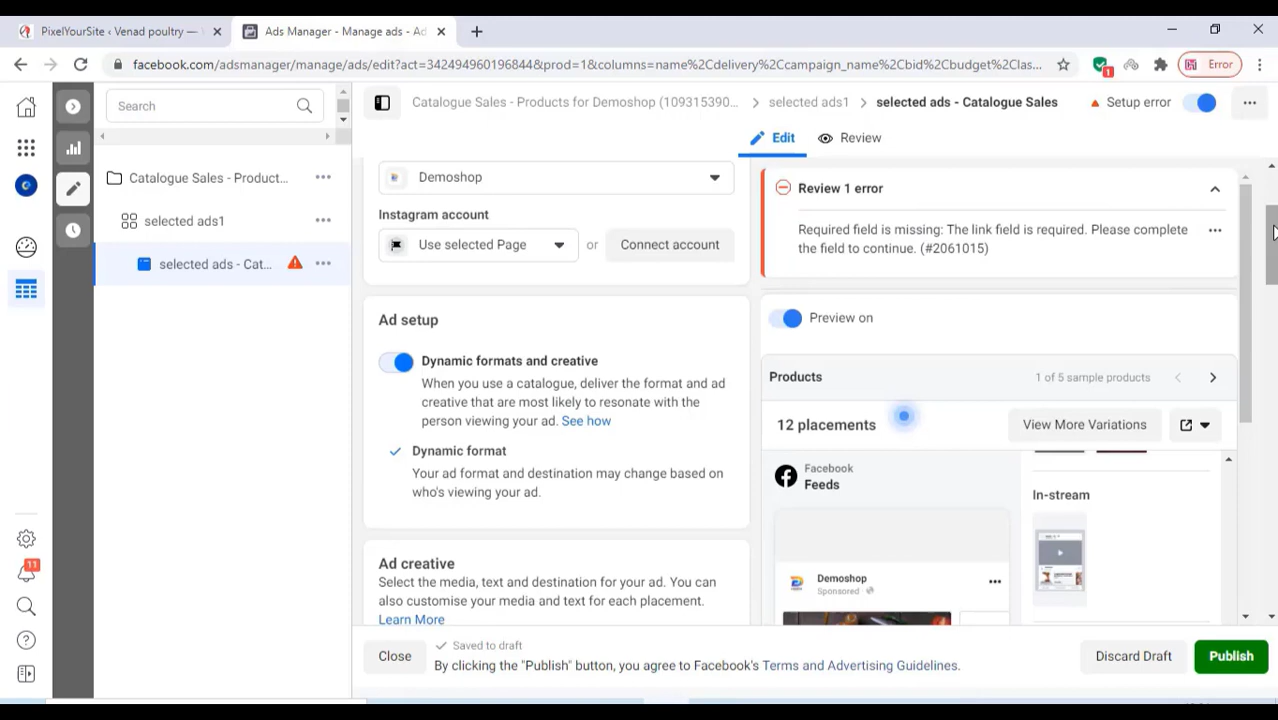 PixelYourSite ‹ Venad poultry —
Ads Manager - Manage ads - Ad
facebook.com/adsmanager/manage/ads/edit?act=342494960196844&prod=1&columns=name%2Cdelivery%2Ccampaign_name%2Cbid%2Cbudget%2Clas...
1
Error
Search
Catalogue Sales - Products for Demoshop (109315390...
selected ads1
selected ads - Catalogue Sales
Setup error
Edit
Review
Catalogue Sales - Product...
selected ads1
selected ads - Cat...
11
Demoshop
Instagram account
Use selected Page
or
Connect account
Ad setup
Dynamic formats and creative
When you use a catalogue, deliver the format and ad
creative that are most likely to resonate with the
person viewing your ad. See how
Dynamic format
Your ad format and destination may change based on
who's viewing your ad.
Ad creative
Select the media, text and destination for your ad. You can
also customise your media and text for each placement.
Learn More
Review 1 error
Required field is missing: The link field is required. Please complete
the field to continue. (#2061015)
Preview on
Products
1 of 5 sample products
12 placements
View More Variations
Facebook
Feeds
Demoshop
Sponsored
In-stream
Close
Saved to draft
By clicking the "Publish" button, you agree to Facebook's Terms and Advertising Guidelines.
Discard Draft
Publish